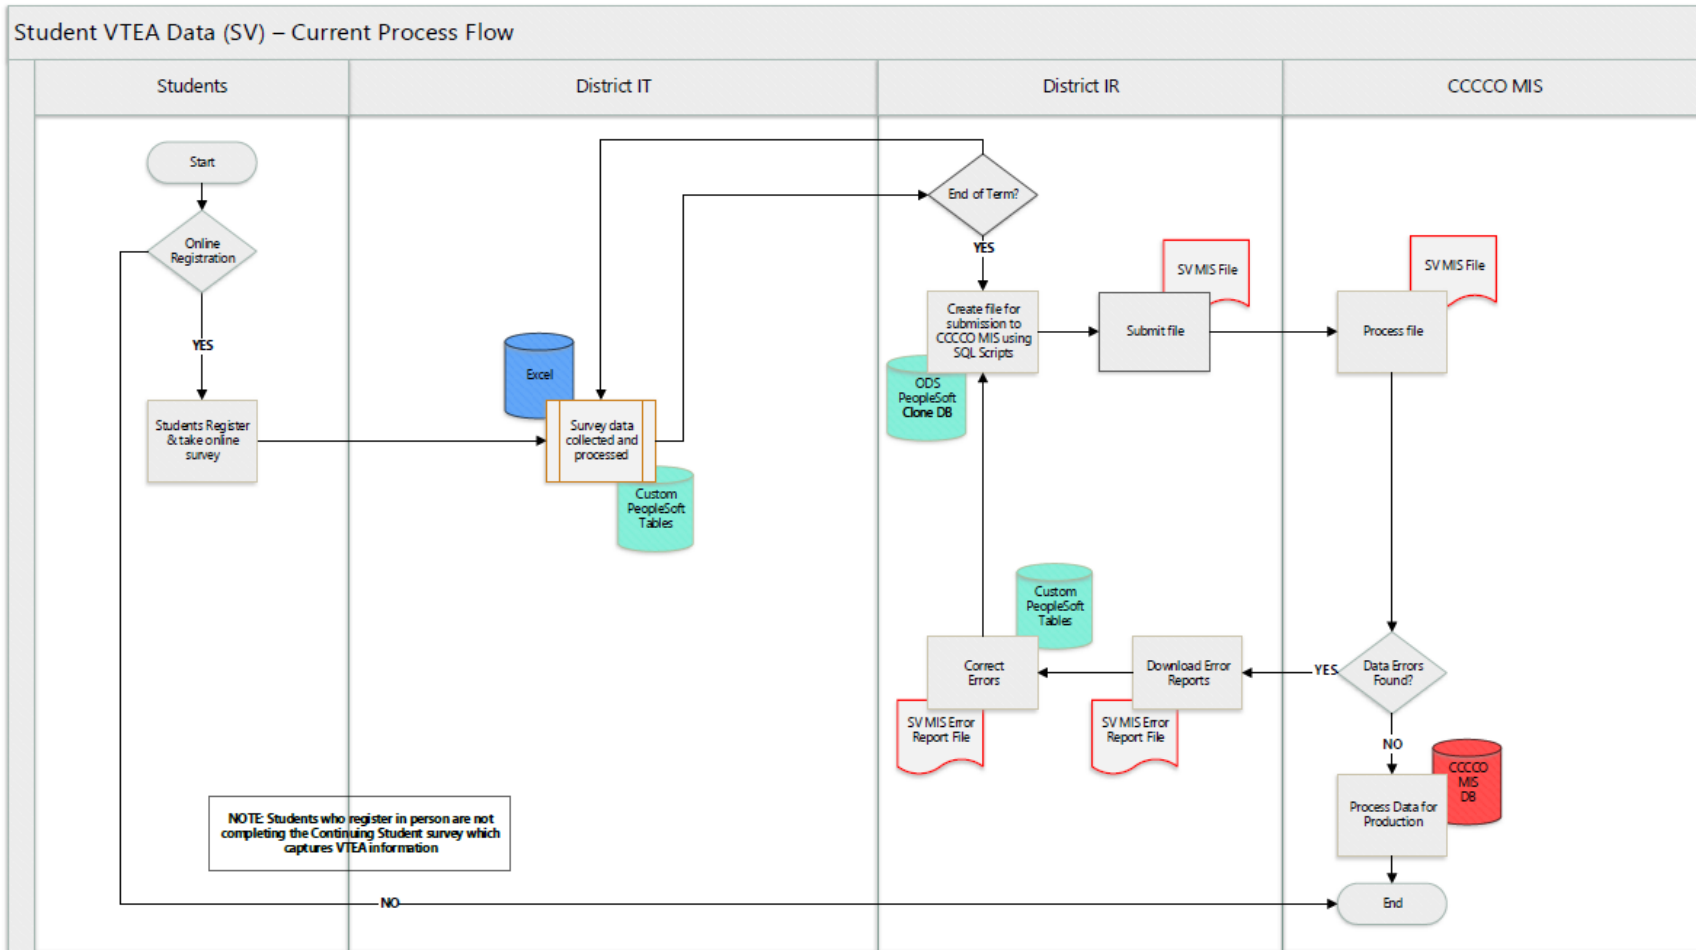 Student VTEA Data (SV) – Current Process Flow
Students
District IT
District IR
CCCCO MIS
Start
Online
Registration
YES
Students Register
& take online
survey
Excel
Survey data
collected and
processed
Custom
PeopleSoft
Tables
End of Term?
YES
Create file for
submission to
CCCCO MIS using
SQL Scripts
ODS
PeopleSoft
Clone DB
SV MIS File
Submit file
SV MIS File
Process file
Custom
PeopleSoft
Tables
Correct
Errors
SV MIS Error
Report File
Download Error
Reports
SV MIS Error
Report File
YES
Data Errors
Found?
NO
CCCCO
MIS
DB
Process Data for
Production
End
NOTE: Students who register in person are not
completing the Continuing Student survey which
captures VTEA information
NO